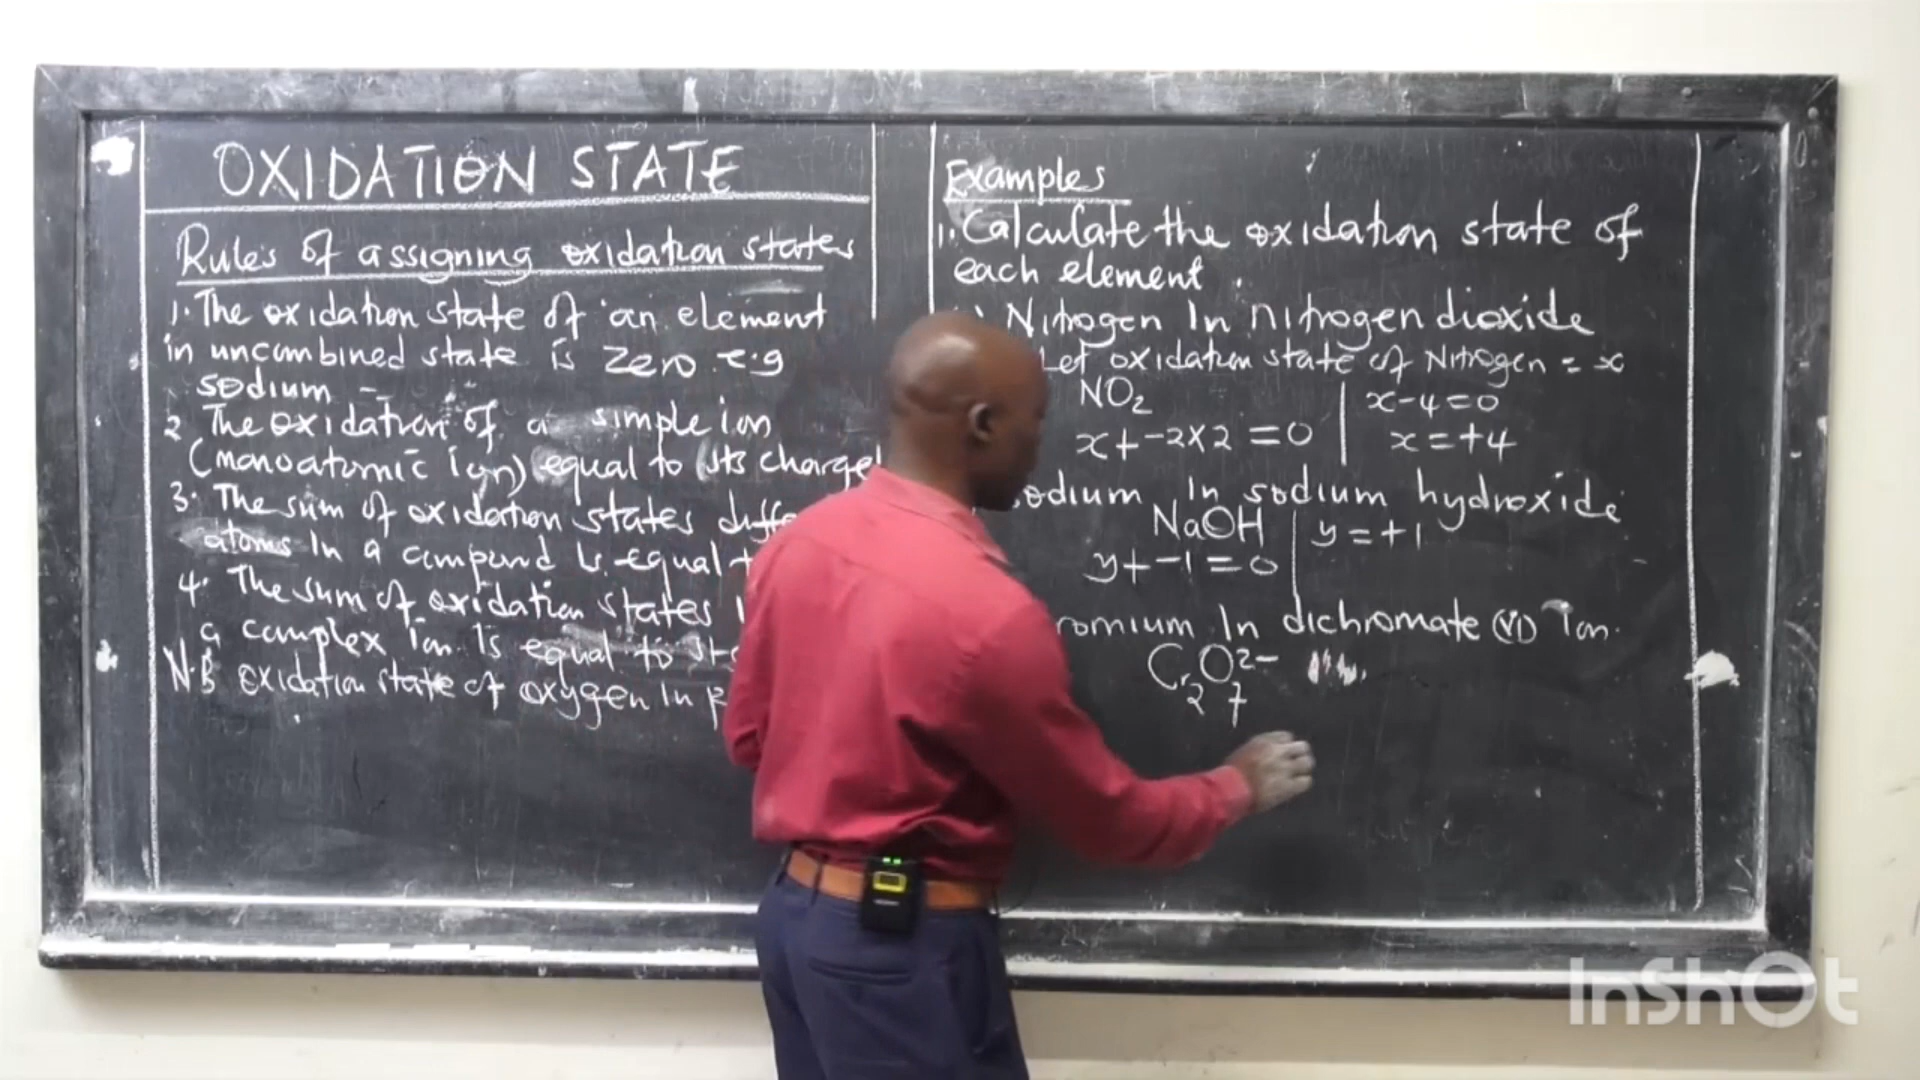 OXIDATION STATE
Rules of assigning oxidation states
1. The oxidation state of an element
in uncombined state is Zero e.g
sodium -
2 The oxidation of a simple ion
(monoatomic ion) equal to its charge
3. The sum of oxidation states
atoms in a compound is equal
4. The sum of oxidation states
a complex ion is equal to
N.B oxidation state of oxygen in
Examples
1. Calculate the oxidation state of
each element.
Nitrogen in nitrogen dioxide
Let oxidation state of Nitrogen = x
NO2
x+-2x2=0
x-4=0
x=+4
sodium in sodium hydroxide
NaOH
y+-1=0
y=+1
in dichromate (VI) ion.
Cr2O7 2-
InShOt